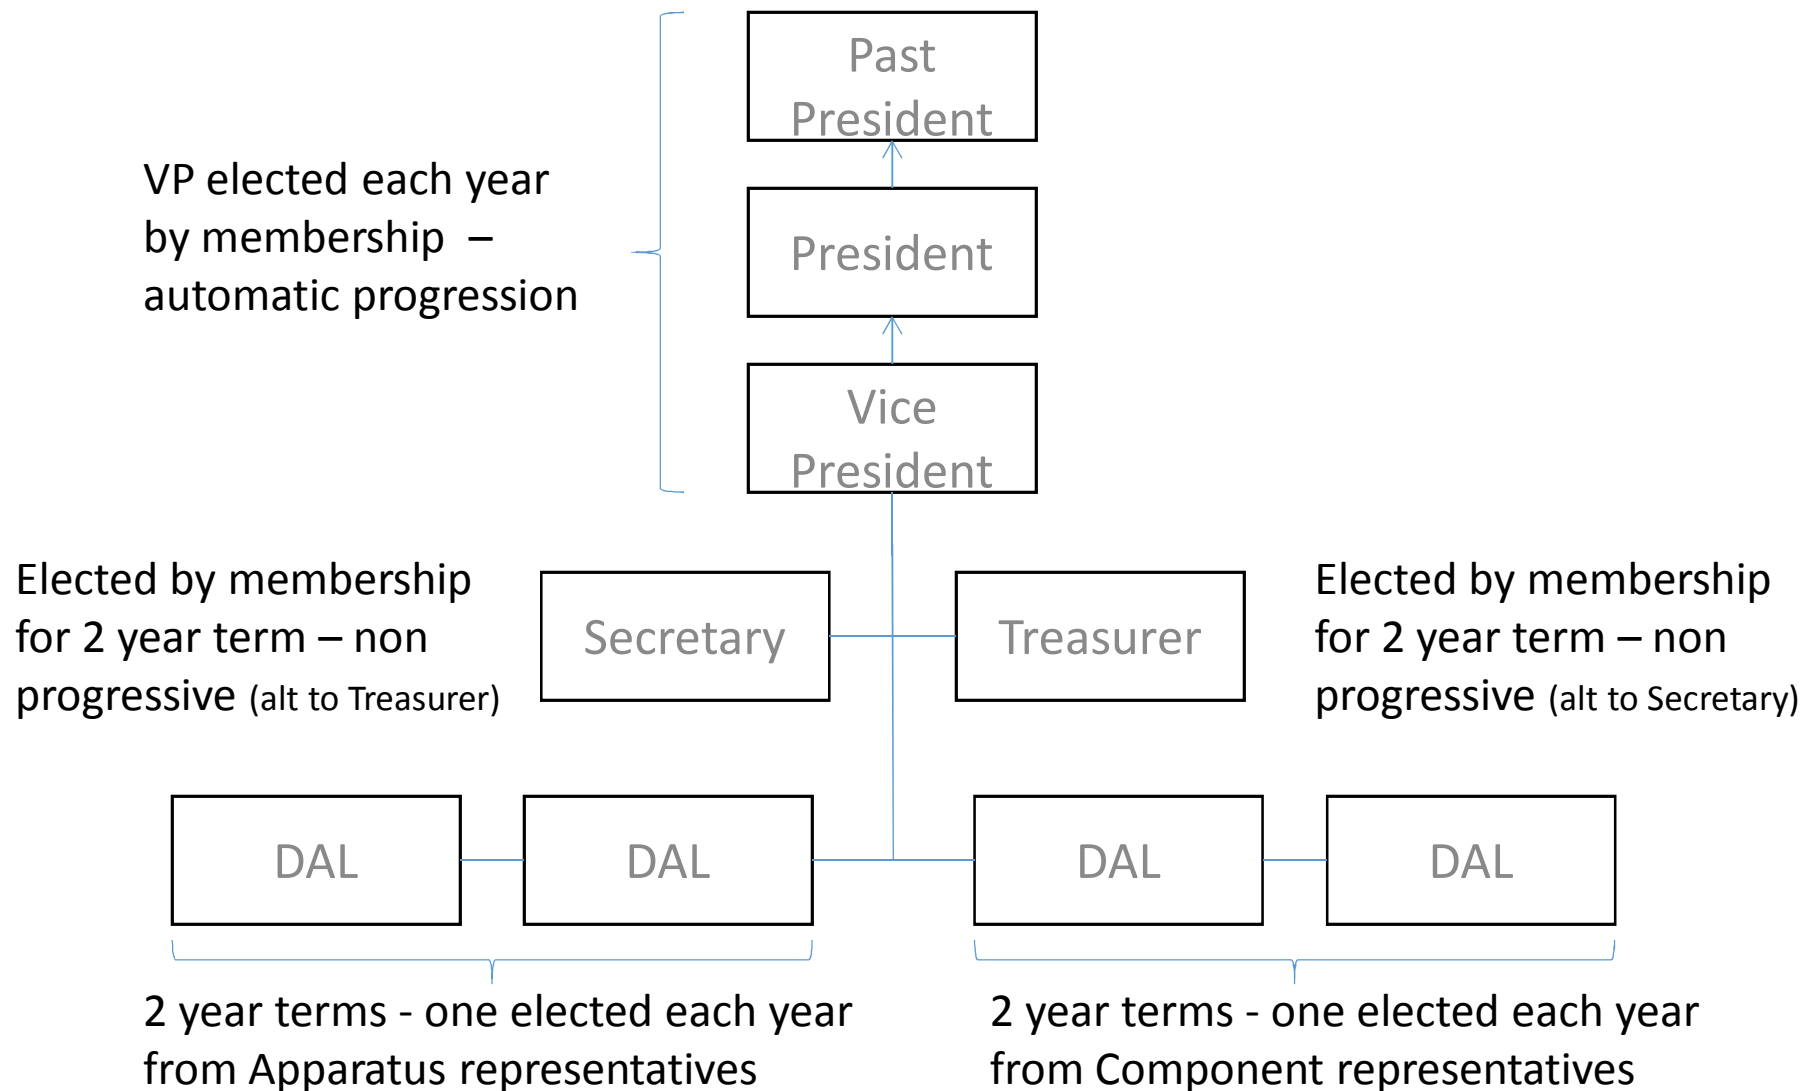 Past
President
VP elected each year
by membership –
automatic progression
President
Vice
President
Elected by membership
for 2 year term – non
progressive (alt to Treasurer)
Secretary
Treasurer
Elected by membership
for 2 year term – non
progressive (alt to Secretary)
DAL
DAL
DAL
DAL
2 year terms - one elected each year
from Apparatus representatives
2 year terms - one elected each year
from Component representatives